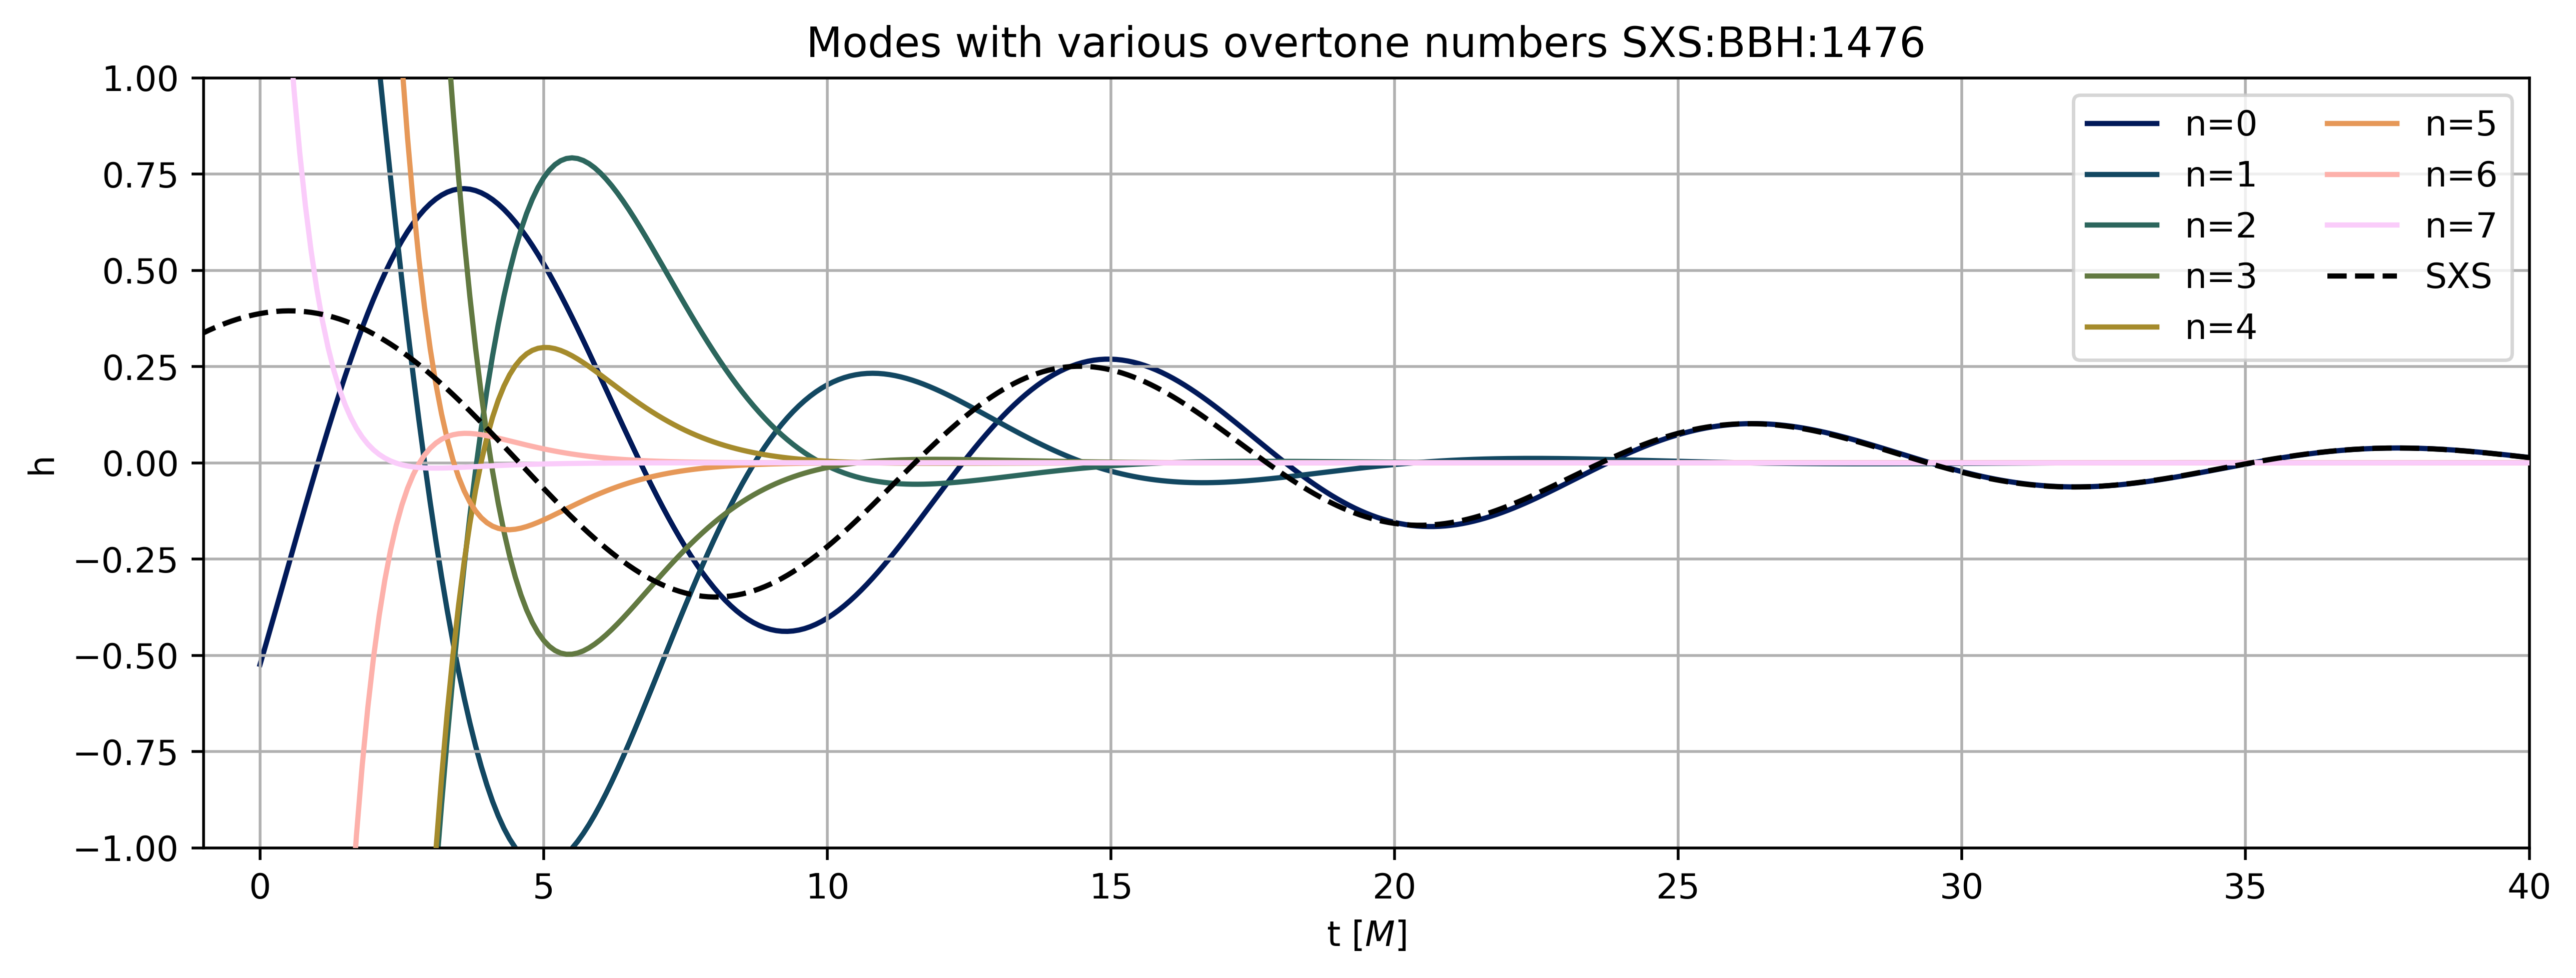 Modes with various overtone numbers SXS:BBH:1476
1.00
0.75
0.50
0.25
0.00
−0.25
−0.50
−0.75
−1.00
h
n=0
n=1
n=2
n=3
n=4
n=5
n=6
n=7
SXS
0 5 10 15 20 25 30 35 40
t [M]